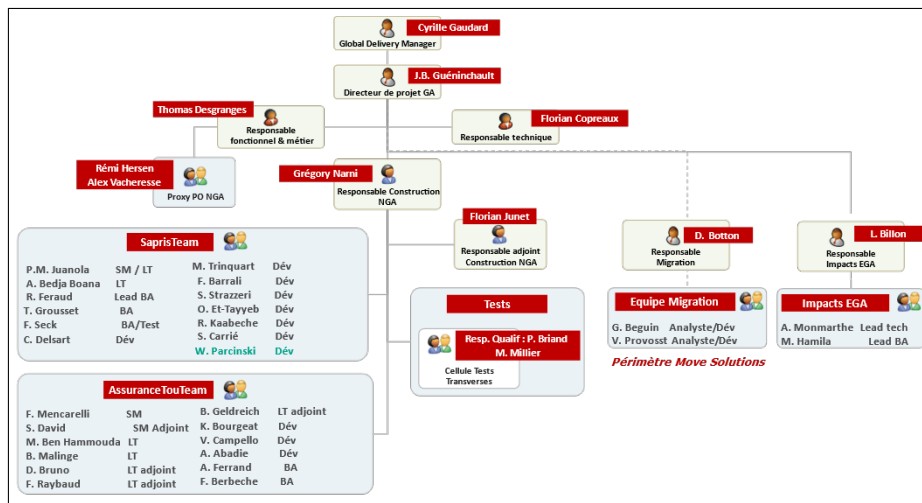 Cyrille Gaudard
Global Delivery Manager
J.B. Guéninchault
Directeur de projet GA
Thomas Desgranges
Responsable
fonctionnel & métier
Florian Copreaux
Responsable technique
Rémi Hersen
Alex Vacheresse
Proxy PO NGA
Grégory Narni
Responsable Construction
NGA
Florian Junet
Responsable adjoint
Construction NGA
D. Botton
Responsable
Migration
L. Billon
Responsable
Impacts EGA
SaprisTeam
P.M. Juanola SM / LT
A. Bedja Boana LT
R. Feraud Lead BA
T. Grousset BA
F. Seck BA/Test
C. Delsart Dév
M. Trinquart Dév
F. Barrali Dév
S. Strazzeri Dév
O. Et-Tayyeb Dév
R. Kaabeche Dév
S. Carrié Dév
W. Parcinski Dév
Tests
Resp. Qualif : P. Briand
M. Millier
Cellule Tests
Transverses
Equipe Migration
G. Beguin Analyste/Dév
V. Provosst Analyste/Dév
Périmètre Move Solutions
Impacts EGA
A. Monmarthe Lead tech
M. Hamila Lead BA
AssuranceTouTeam
F. Mencarelli SM
S. David SM Adjoint
M. Ben Hammouda LT
B. Malinge LT
D. Bruno LT adjoint
F. Raybaud LT adjoint
B. Geldreich LT adjoint
K. Bourgeat Dév
V. Campello Dév
A. Abadie Dév
A. Ferrand BA
F. Berbeche BA